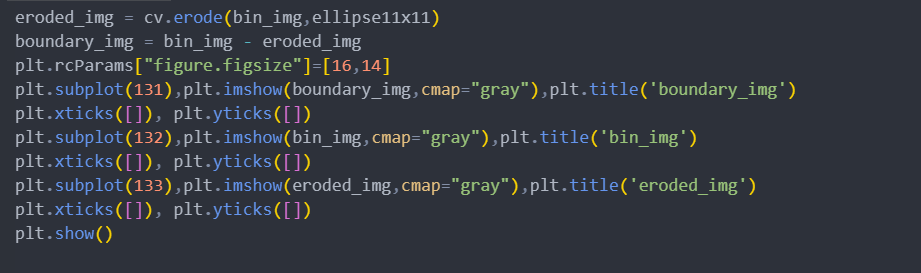 eroded_img = cv.erode(bin_img,ellipse11x11)
boundary_img = bin_img - eroded_img
plt.rcParams["figure.figsize"]=[16,14]
plt.subplot(131),plt.imshow(boundary_img,cmap="gray"),plt.title('boundary_img')
plt.xticks([]), plt.yticks([])
plt.subplot(132),plt.imshow(bin_img,cmap="gray"),plt.title('bin_img')
plt.xticks([]), plt.yticks([])
plt.subplot(133),plt.imshow(eroded_img,cmap="gray"),plt.title('eroded_img')
plt.xticks([]), plt.yticks([])
plt.show()